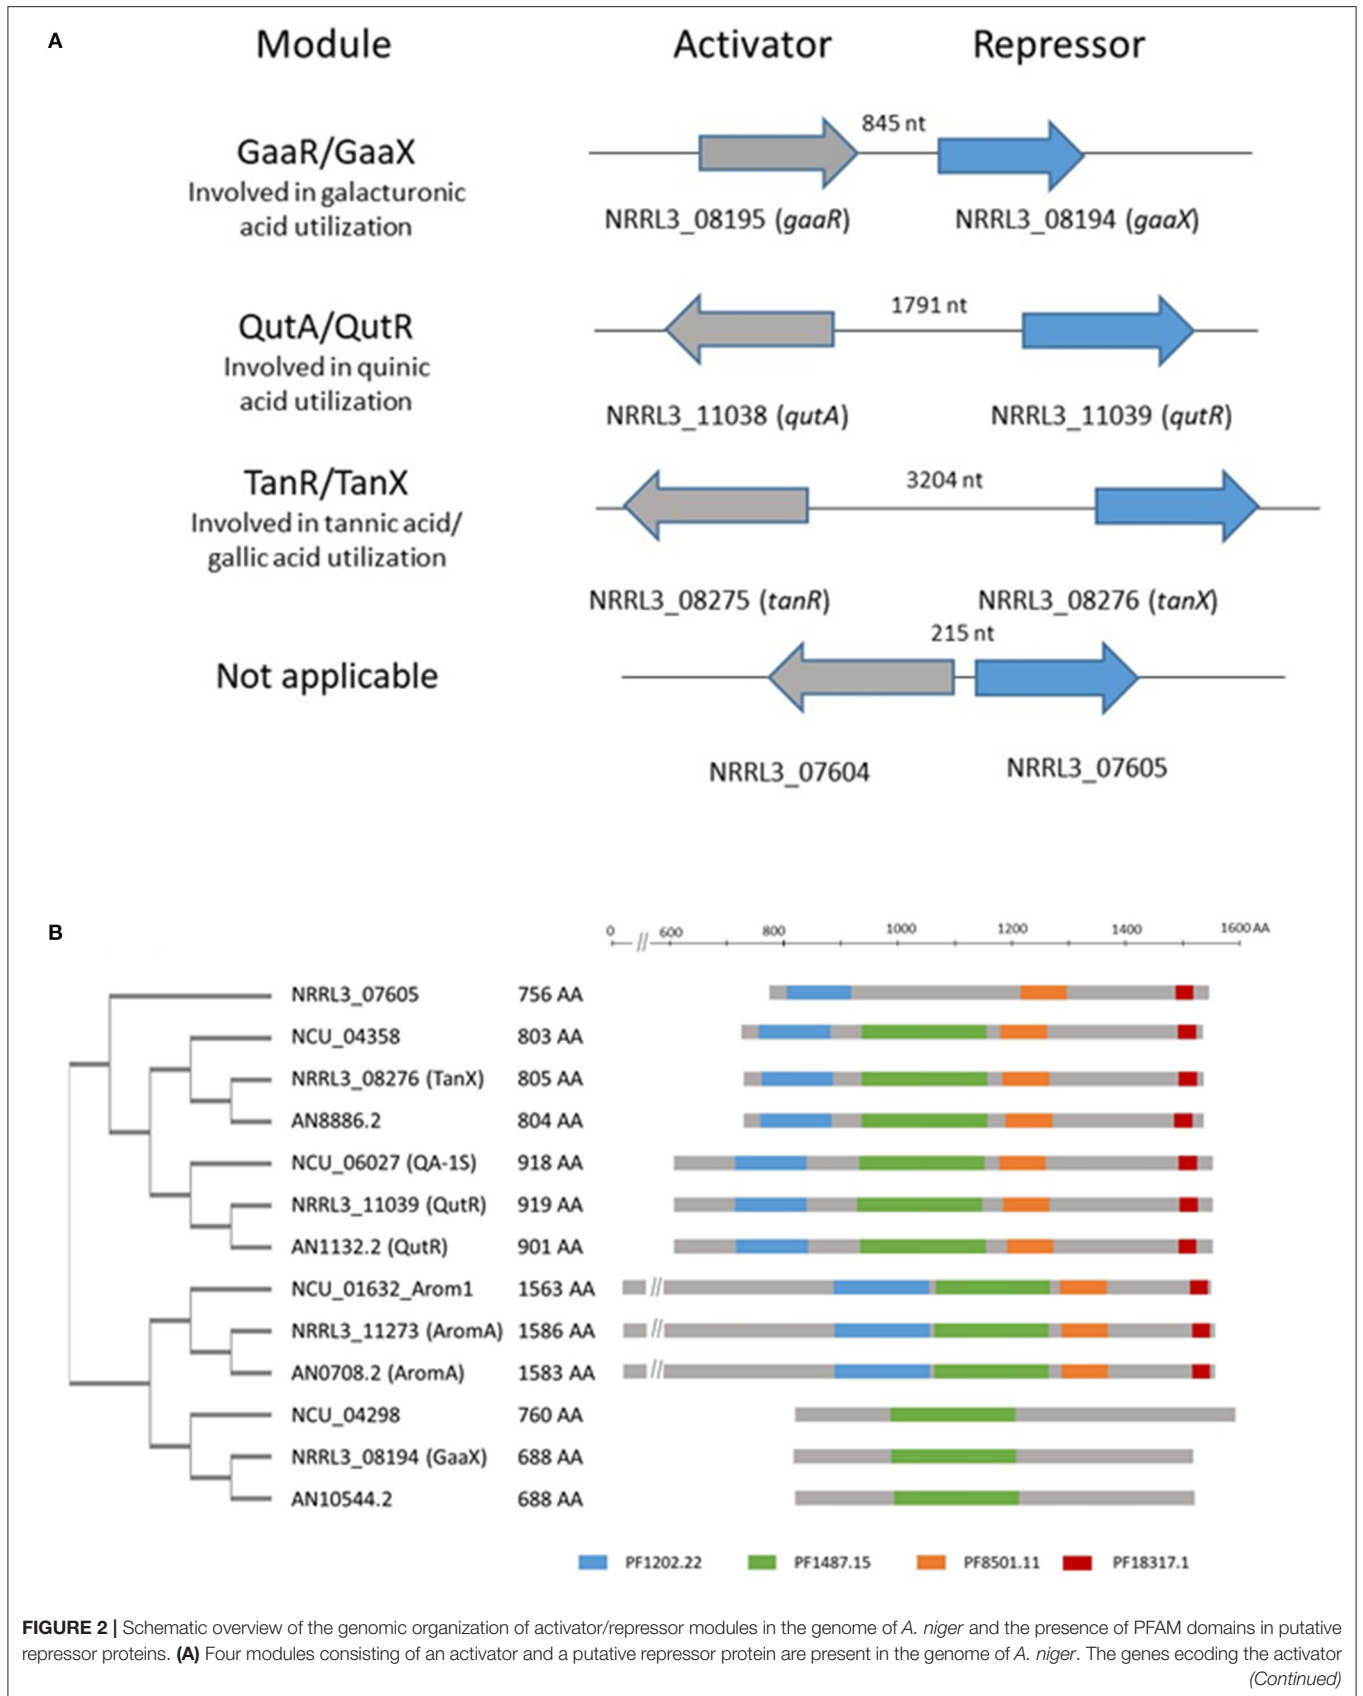 A
Module Activator Repressor
GaaR/GaaX
Involved in galacturonic
acid utilization
845 nt
NRRL3_08195 (gaaR) NRRL3_08194 (gaaX)
QutA/QutR
Involved in quinic
acid utilization
1791 nt
NRRL3_11038 (qutA) NRRL3_11039 (qutR)
TanR/TanX
Involved in tannic acid/
gallic acid utilization
3204 nt
NRRL3_08275 (tanR) NRRL3_08276 (tanX)
Not applicable
215 nt
NRRL3_07604 NRRL3_07605
B
0 // 600 800 1000 1200 1400 1600 AA
NRRL3_07605 756 AA
NCU_04358 803 AA
NRRL3_08276 (TanX) 805 AA
AN8886.2 804 AA
NCU_06027 (QA-1S) 918 AA
NRRL3_11039 (QutR) 919 AA
AN1132.2 (QutR) 901 AA
NCU_01632_Arom1 1563 AA //
NRRL3_11273 (AromA) 1586 AA //
AN0708.2 (AromA) 1583 AA //
NCU_04298 760 AA
NRRL3_08194 (GaaX) 688 AA
AN10544.2 688 AA
PF1202.22 PF1487.15 PF8501.11 PF18317.1
FIGURE 2 | Schematic overview of the genomic organization of activator/repressor modules in the genome of A. niger and the presence of PFAM domains in putative
repressor proteins. (A) Four modules consisting of an activator and a putative repressor protein are present in the genome of A. niger. The genes ecoding the activator
(Continued)